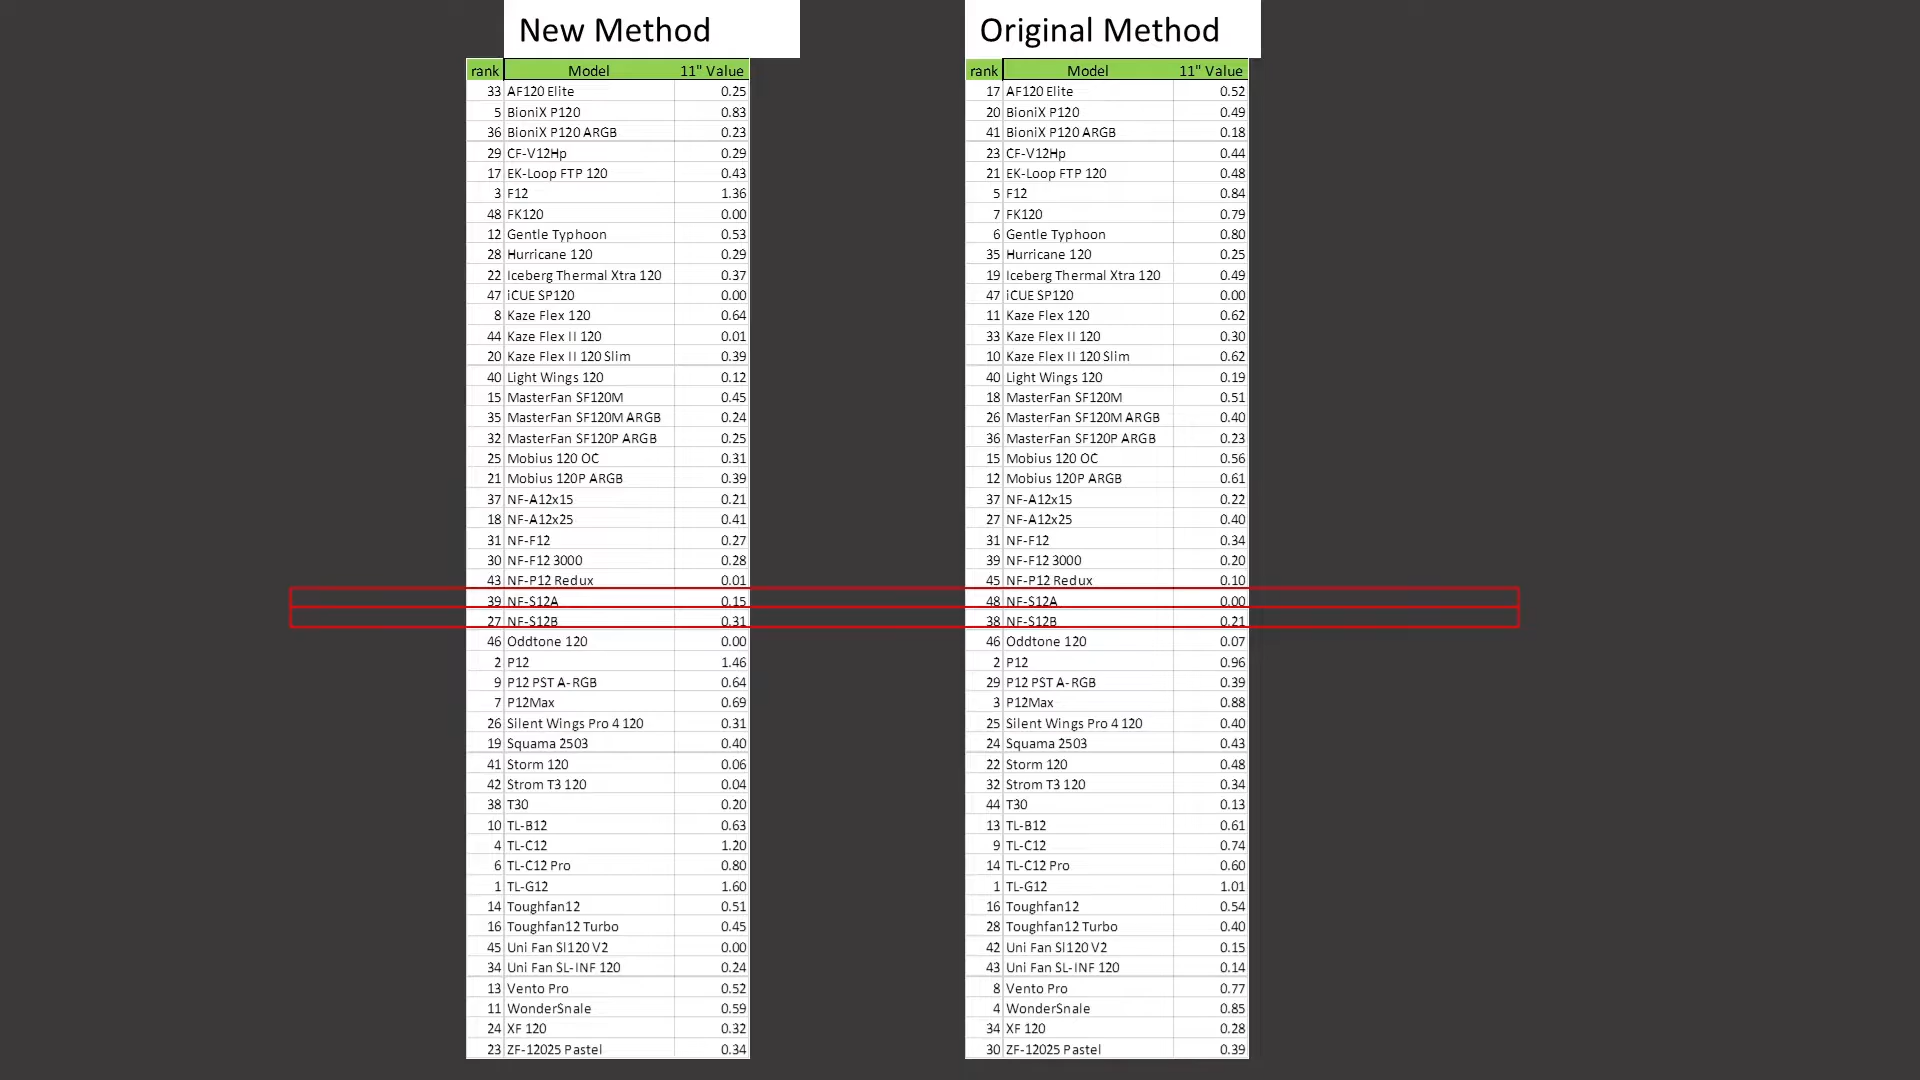 New Method
rank Model 11" Value
33 AF120 Elite 0.25
5 BioniX P120 0.83
36 BioniX P120 ARGB 0.23
29 CF-V12Hp 0.29
17 EK-Loop FTP 120 0.43
3 F12 1.36
48 FK120 0.00
12 Gentle Typhoon 0.53
28 Hurricane 120 0.29
22 Iceberg Thermal Xtra 120 0.37
47 iCUE SP120 0.00
8 Kaze Flex 120 0.64
44 Kaze Flex II 120 0.01
20 Kaze Flex II 120 Slim 0.39
40 Light Wings 120 0.12
15 MasterFan SF120M 0.45
35 MasterFan SF120M ARGB 0.24
32 MasterFan SF120P ARGB 0.25
25 Mobius 120 OC 0.31
21 Mobius 120P ARGB 0.39
37 NF-A12x15 0.21
18 NF-A12x25 0.41
31 NF-F12 0.27
30 NF-F12 3000 0.28
43 NF-P12 Redux 0.01
39 NF-S12A 0.15
27 NF-S12B 0.31
46 Oddtone 120 0.00
2 P12 1.46
9 P12 PST A-RGB 0.64
7 P12Max 0.69
26 Silent Wings Pro 4 120 0.31
19 Squama 2503 0.40
41 Storm 120 0.06
42 Strom T3 120 0.04
38 T30 0.20
10 TL-B12 0.63
4 TL-C12 1.20
6 TL-C12 Pro 0.80
1 TL-G12 1.60
14 Toughfan12 0.51
16 Toughfan12 Turbo 0.45
45 Uni Fan Sl120 V2 0.00
34 Uni Fan SL-INF 120 0.24
13 Vento Pro 0.52
11 WonderSnale 0.59
24 XF 120 0.32
23 ZF-12025 Pastel 0.34
Original Method
rank Model 11" Value
17 AF120 Elite 0.52
20 BioniX P120 0.49
41 BioniX P120 ARGB 0.18
23 CF-V12Hp 0.44
21 EK-Loop FTP 120 0.48
5 F12 0.84
7 FK120 0.79
6 Gentle Typhoon 0.80
35 Hurricane 120 0.25
19 Iceberg Thermal Xtra 120 0.49
47 iCUE SP120 0.00
11 Kaze Flex 120 0.62
33 Kaze Flex II 120 0.30
10 Kaze Flex II 120 Slim 0.62
40 Light Wings 120 0.19
18 MasterFan SF120M 0.51
26 MasterFan SF120M ARGB 0.40
36 MasterFan SF120P ARGB 0.23
15 Mobius 120 OC 0.56
12 Mobius 120P ARGB 0.61
37 NF-A12x15 0.22
27 NF-A12x25 0.40
31 NF-F12 0.34
39 NF-F12 3000 0.20
45 NF-P12 Redux 0.10
48 NF-S12A 0.00
38 NF-S12B 0.21
46 Oddtone 120 0.07
2 P12 0.96
29 P12 PST A-RGB 0.39
3 P12Max 0.88
25 Silent Wings Pro 4 120 0.40
24 Squama 2503 0.43
22 Storm 120 0.48
32 Strom T3 120 0.34
44 T30 0.13
13 TL-B12 0.61
9 TL-C12 0.74
14 TL-C12 Pro 0.60
1 TL-G12 1.01
16 Toughfan12 0.54
28 Toughfan12 Turbo 0.40
42 Uni Fan Sl120 V2 0.15
43 Uni Fan SL-INF 120 0.14
8 Vento Pro 0.77
4 WonderSnale 0.85
34 XF 120 0.28
30 ZF-12025 Pastel 0.39